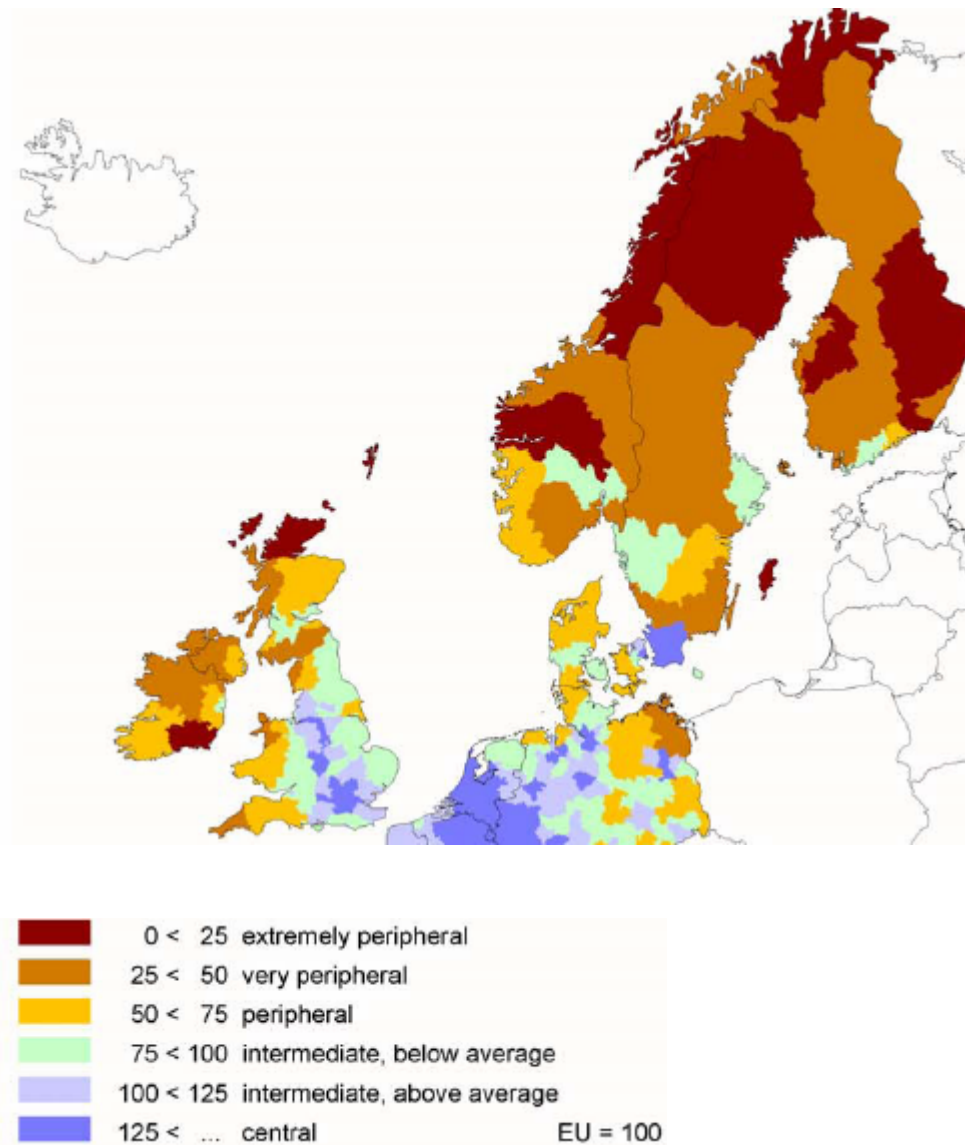 0 < 25 extremely peripheral
25 < 50 very peripheral
50 < 75 peripheral
75 < 100 intermediate, below average
100 < 125 intermediate, above average
125 < ... central EU = 100